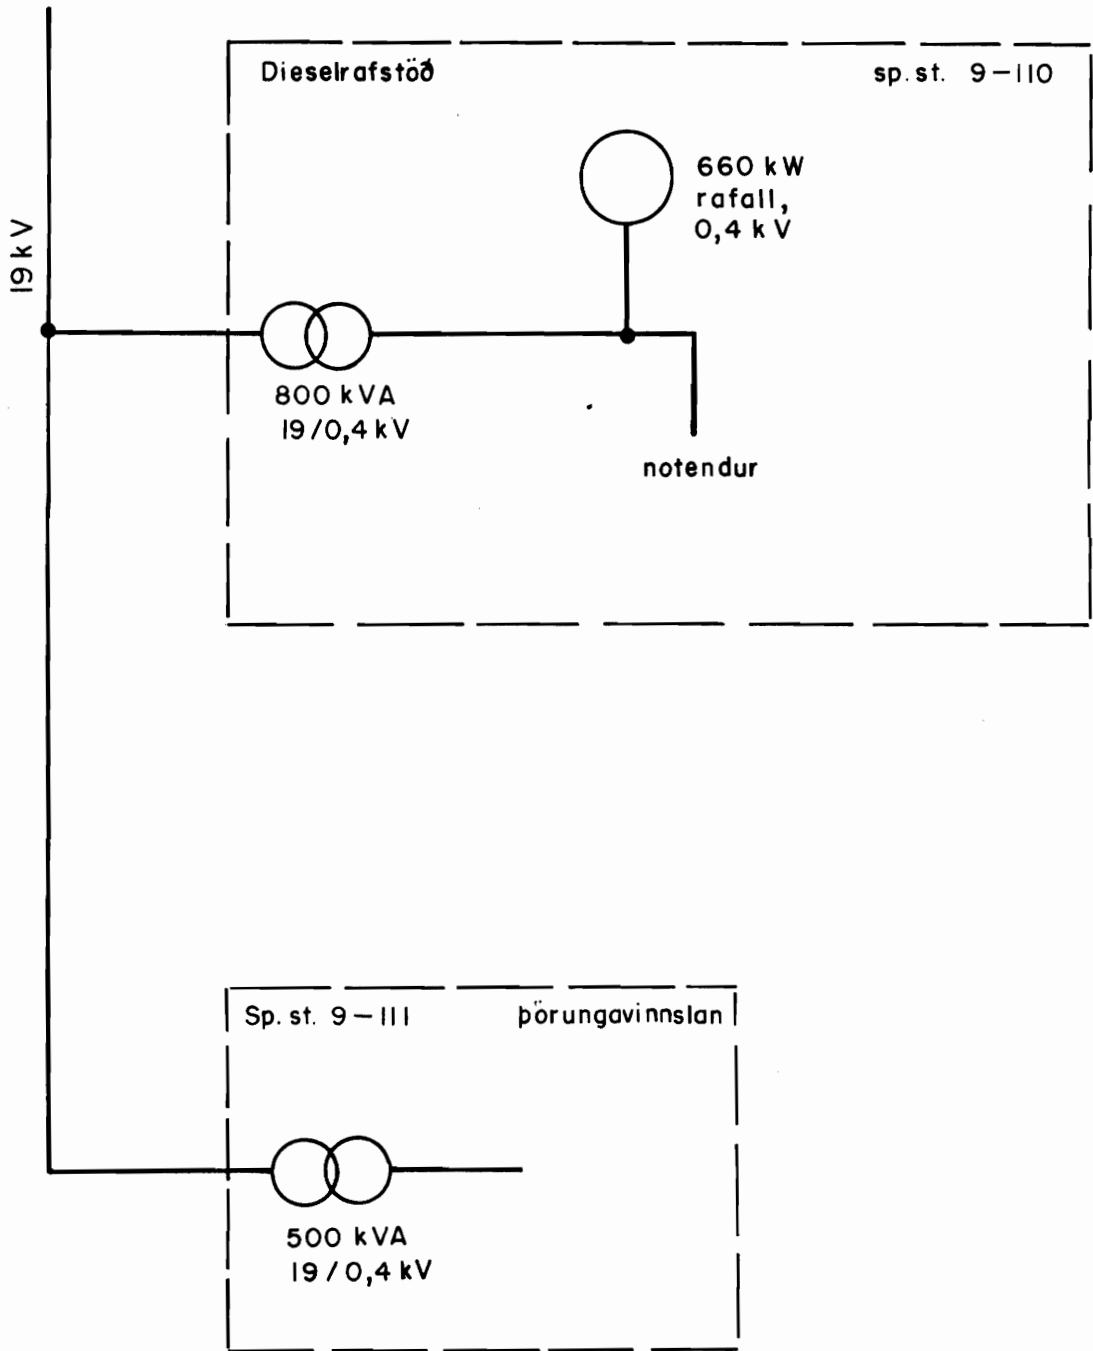 Dieselrafstöð
sp. st. 9-110
660 kW
rafall,
0,4 kV
19 kV
800 kVA
19/0,4 kV
notendur
Sp. st. 9-111
þörungavinnslan
500 kVA
19/0,4 kV